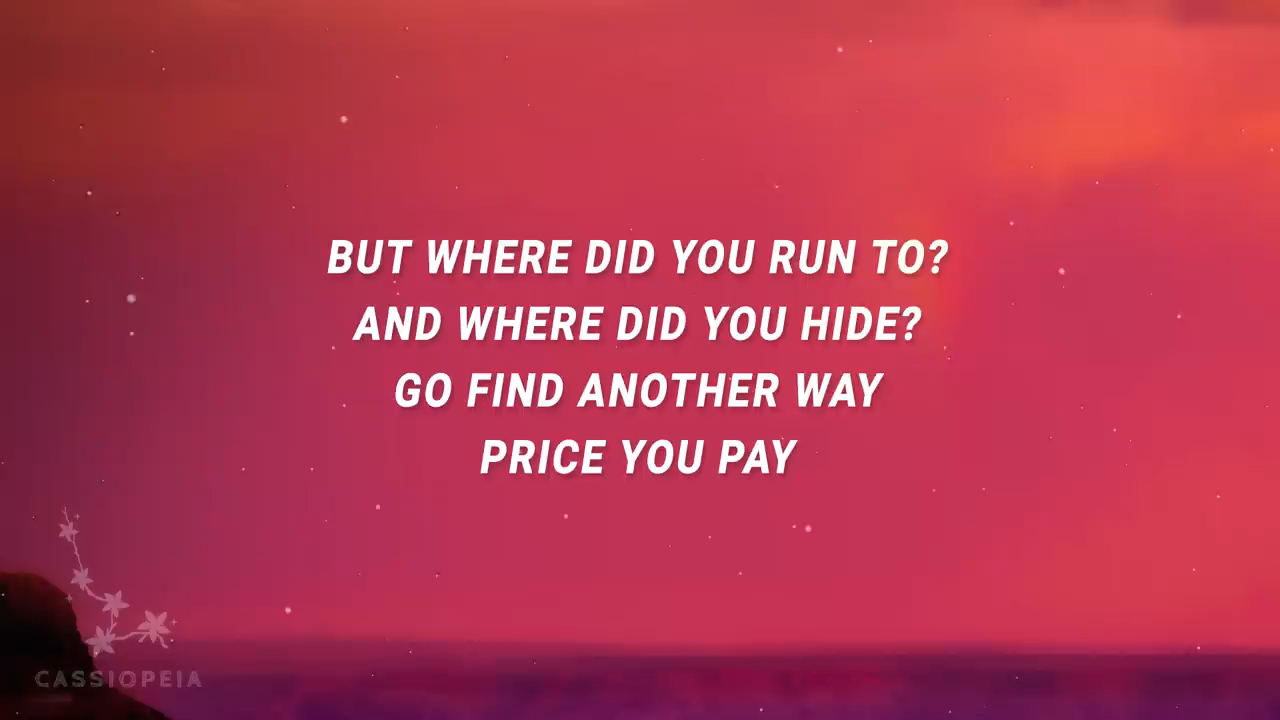 BUT WHERE DID YOU RUN TO?
AND WHERE DID YOU HIDE?
GO FIND ANOTHER WAY
PRICE YOU PAY
CASSIOPEIA